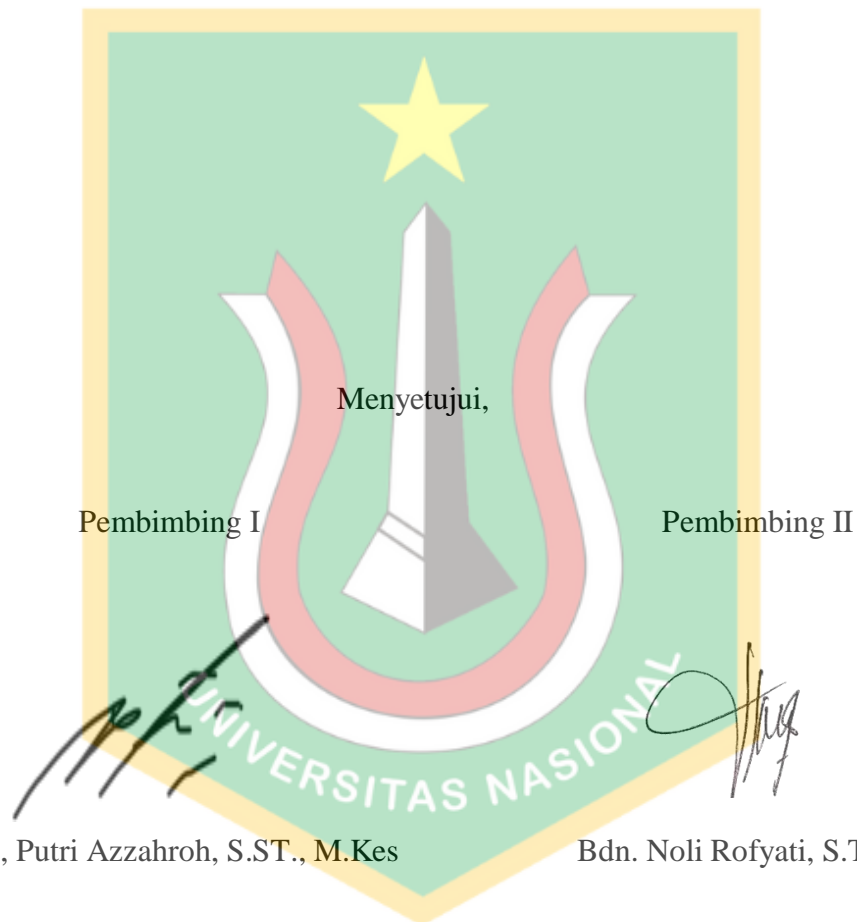 Menyetujui,
Pembimbing I Pembimbing II
UNIVERSITAS NASIONAL
, Putri Azzahroh, S.ST., M.Kes Bdn. Noli Rofyati, S.T